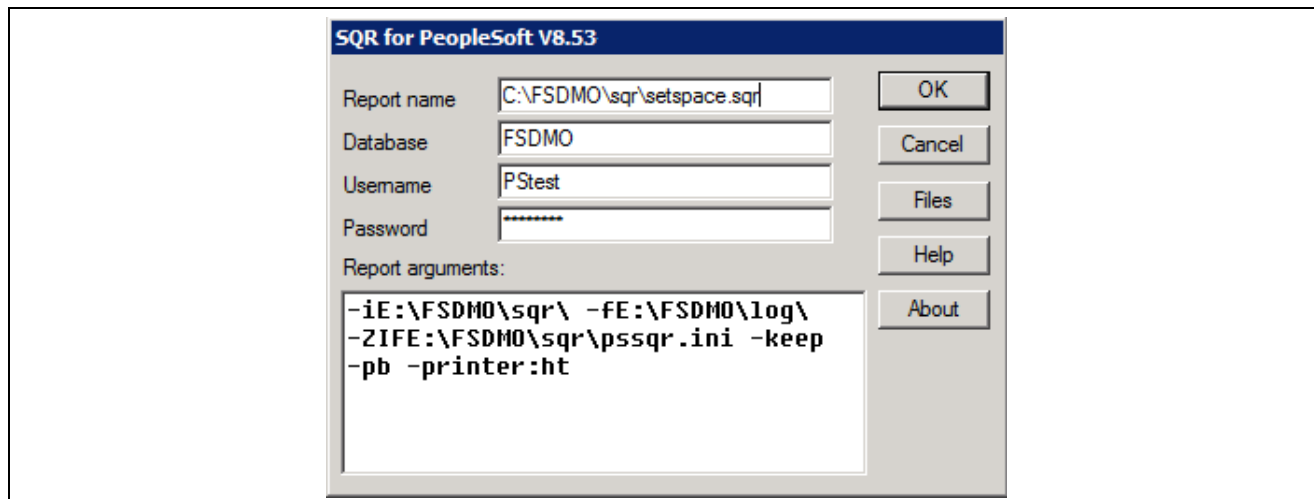 SQR for PeopleSoft V8.53
Report name C:\FSDMO\sqr\setspace.sqr OK
Database FSDMO Cancel
Username PStest
Files
Password ********
Help
Report arguments:
About
-iE:\FSDMO\sqr\ -fE:\FSDMO\log\
-ZIFE:\FSDMO\sqr\pssqr.ini -keep
-pb -printer:ht